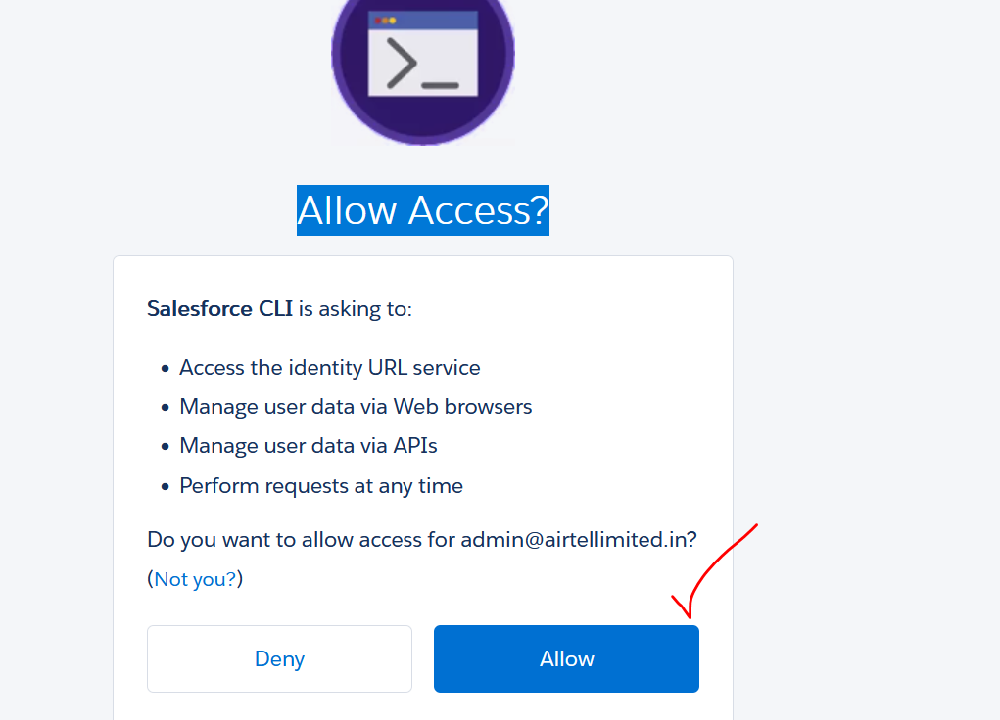 Allow Access?
Salesforce CLI is asking to:
• Access the identity URL service
• Manage user data via Web browsers
• Manage user data via APIs
• Perform requests at any time
Do you want to allow access for admin@airtellimited.in?
(Not you?)
Deny
Allow